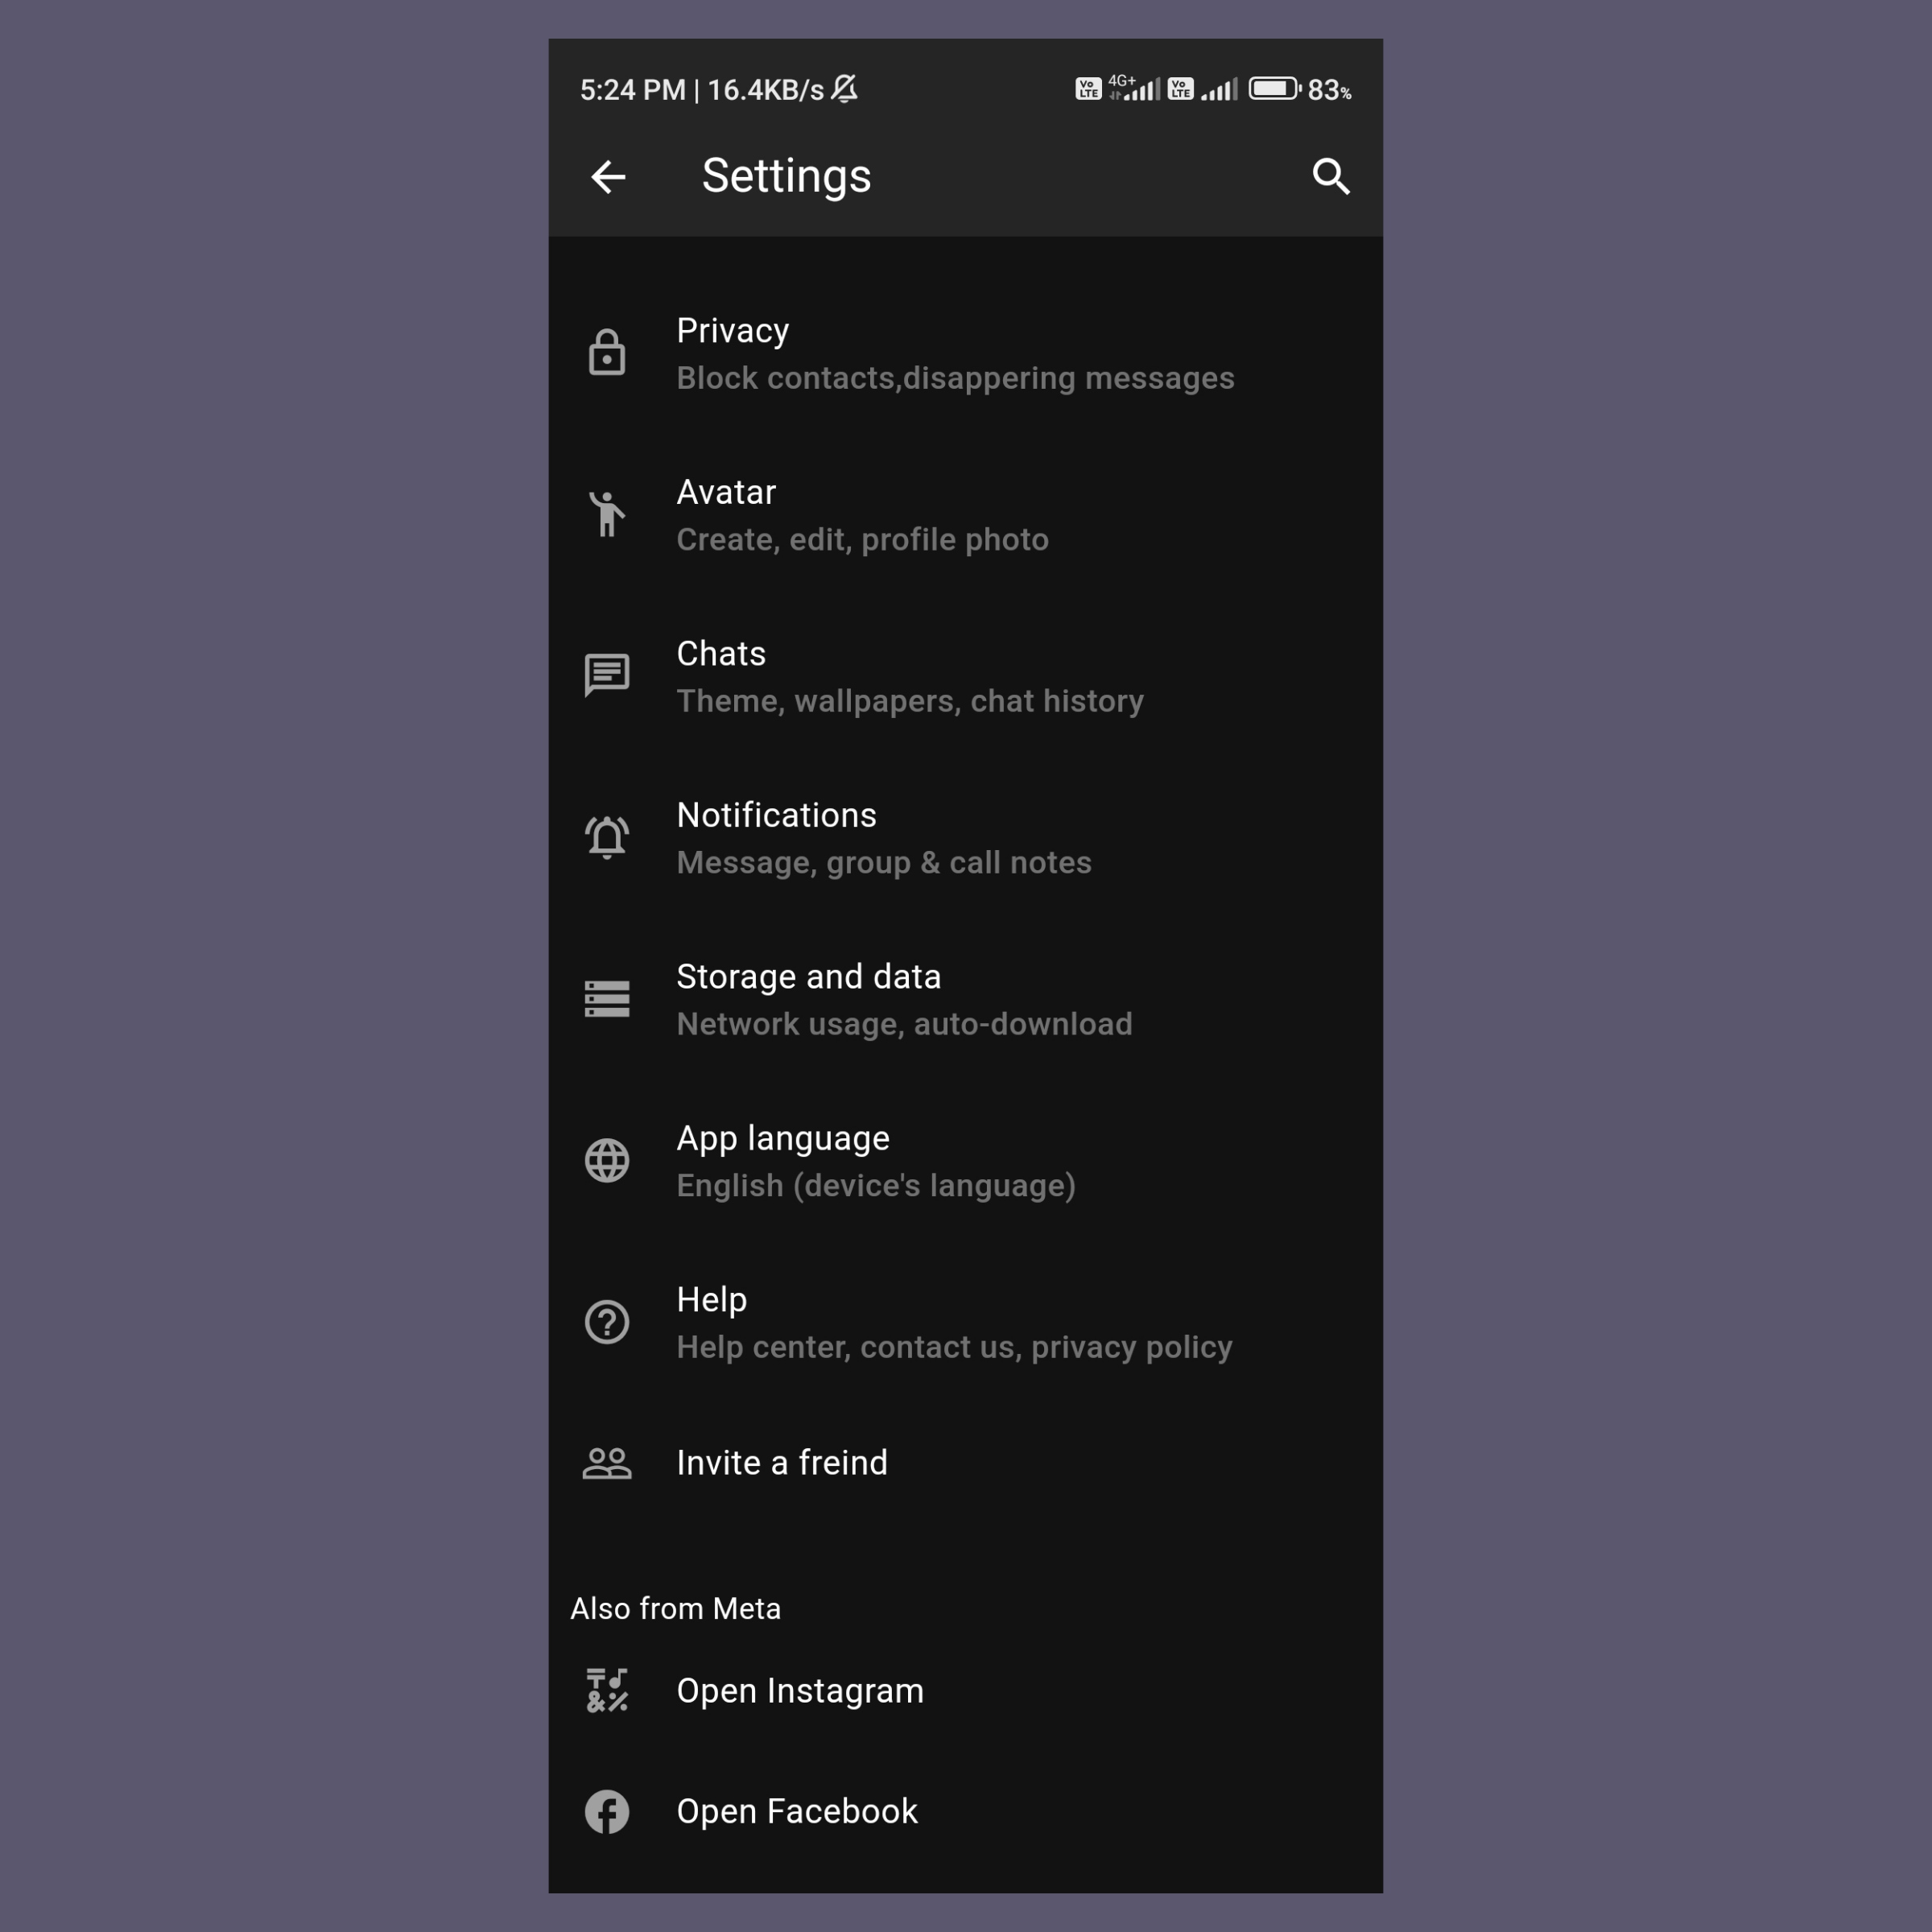 5:24 PM | 16.4KB/s Vo LTE 4G+ Vo LTE 83%
Settings
Privacy
Block contacts,disappering messages
Avatar
Create, edit, profile photo
Chats
Theme, wallpapers, chat history
Notifications
Message, group & call notes
Storage and data
Network usage, auto-download
App language
English (device's language)
Help
Help center, contact us, privacy policy
Invite a freind
Also from Meta
Open Instagram
Open Facebook